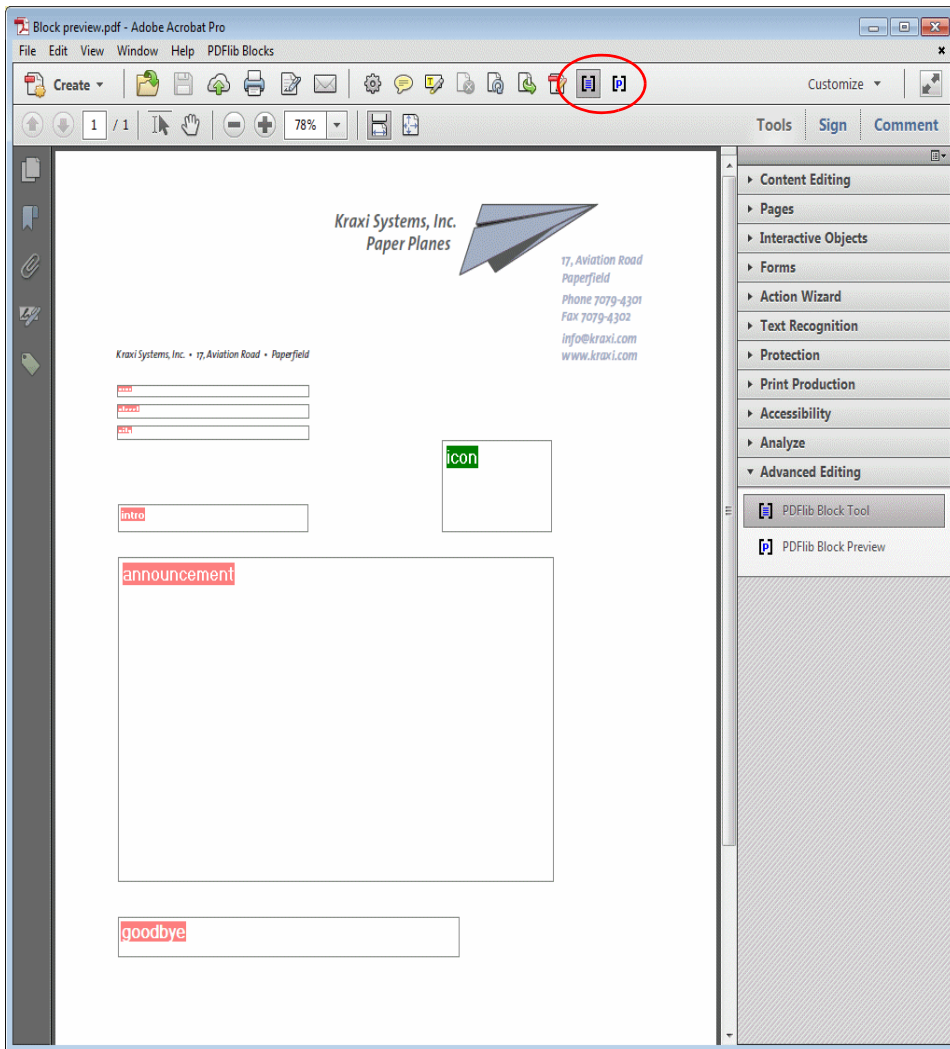 Block preview.pdf - Adobe Acrobat Pro
File Edit View Window Help PDFlib Blocks
Create
Customize
1 / 1
78%
Tools Sign Comment
Content Editing
Pages
Interactive Objects
Forms
Action Wizard
Text Recognition
Protection
Print Production
Accessibility
Analyze
Advanced Editing
PDFlib Block Tool
PDFlib Block Preview
Kraxi Systems, Inc.
Paper Planes
17, Aviation Road
Paperfield
Phone 7079-4301
Fax 7079-4302
info@kraxi.com
www.kraxi.com
Kraxi Systems, Inc. • 17, Aviation Road • Paperfield
icon
intro
announcement
goodbye